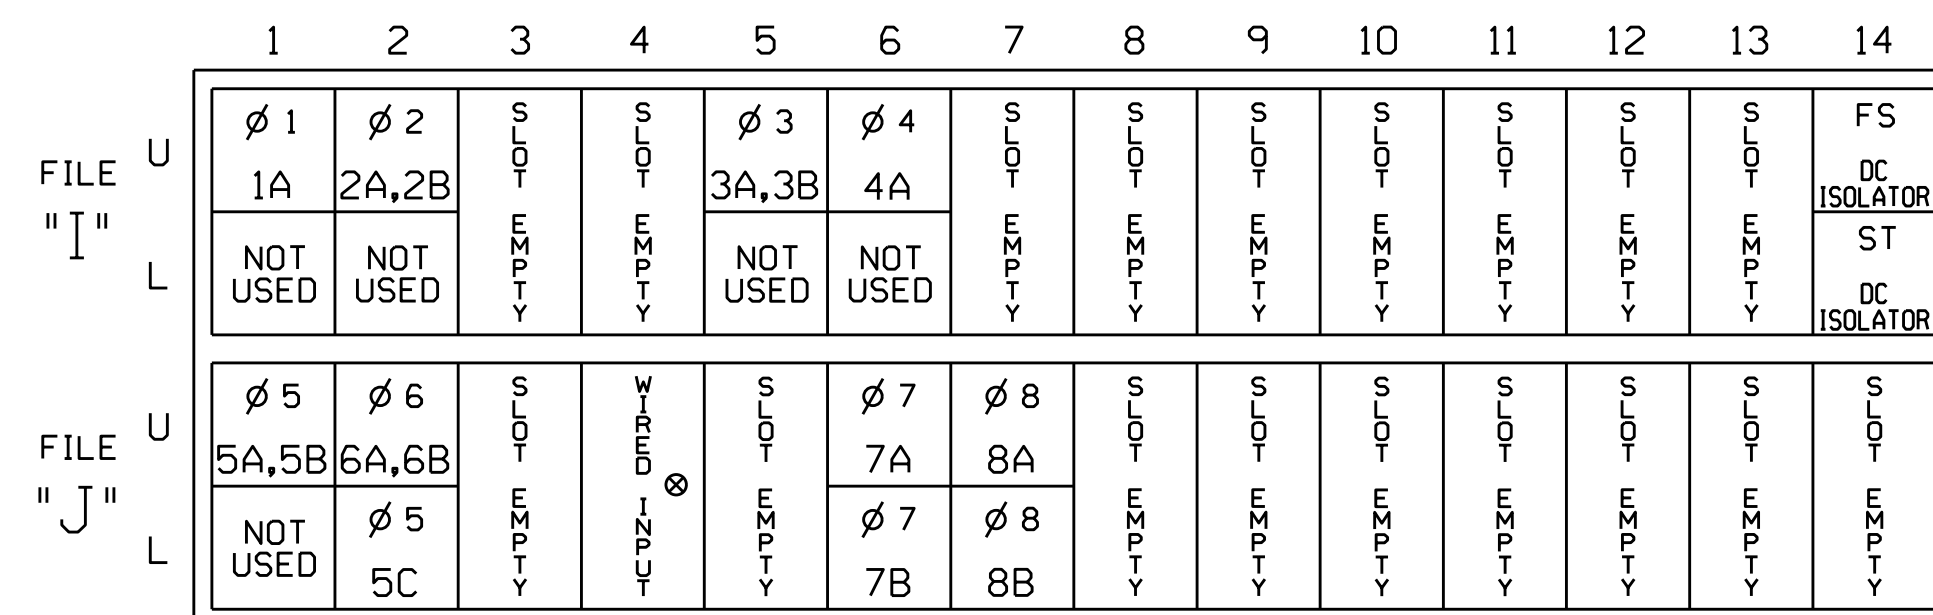 1 2 3 4 5 6 7 8 9 10 11 12 13 14
FILE "I"
U
L
Ø 1
1A
NOT USED
Ø 2
2A,2B
NOT USED
SLOT EMPTY
SLOT EMPTY
Ø 3
3A,3B
NOT USED
Ø 4
4A
NOT USED
SLOT EMPTY
SLOT EMPTY
SLOT EMPTY
SLOT EMPTY
SLOT EMPTY
SLOT EMPTY
SLOT EMPTY
FS
DC
ISOLATOR
ST
DC
ISOLATOR
FILE "J"
U
L
Ø 5
5A,5B
NOT USED
Ø 6
6A,6B
Ø 5
5C
SLOT EMPTY
WIRED INPUT ⊗
SLOT EMPTY
Ø 7
7A
Ø 7
7B
Ø 8
8A
Ø 8
8B
SLOT EMPTY
SLOT EMPTY
SLOT EMPTY
SLOT EMPTY
SLOT EMPTY
SLOT EMPTY
SLOT EMPTY